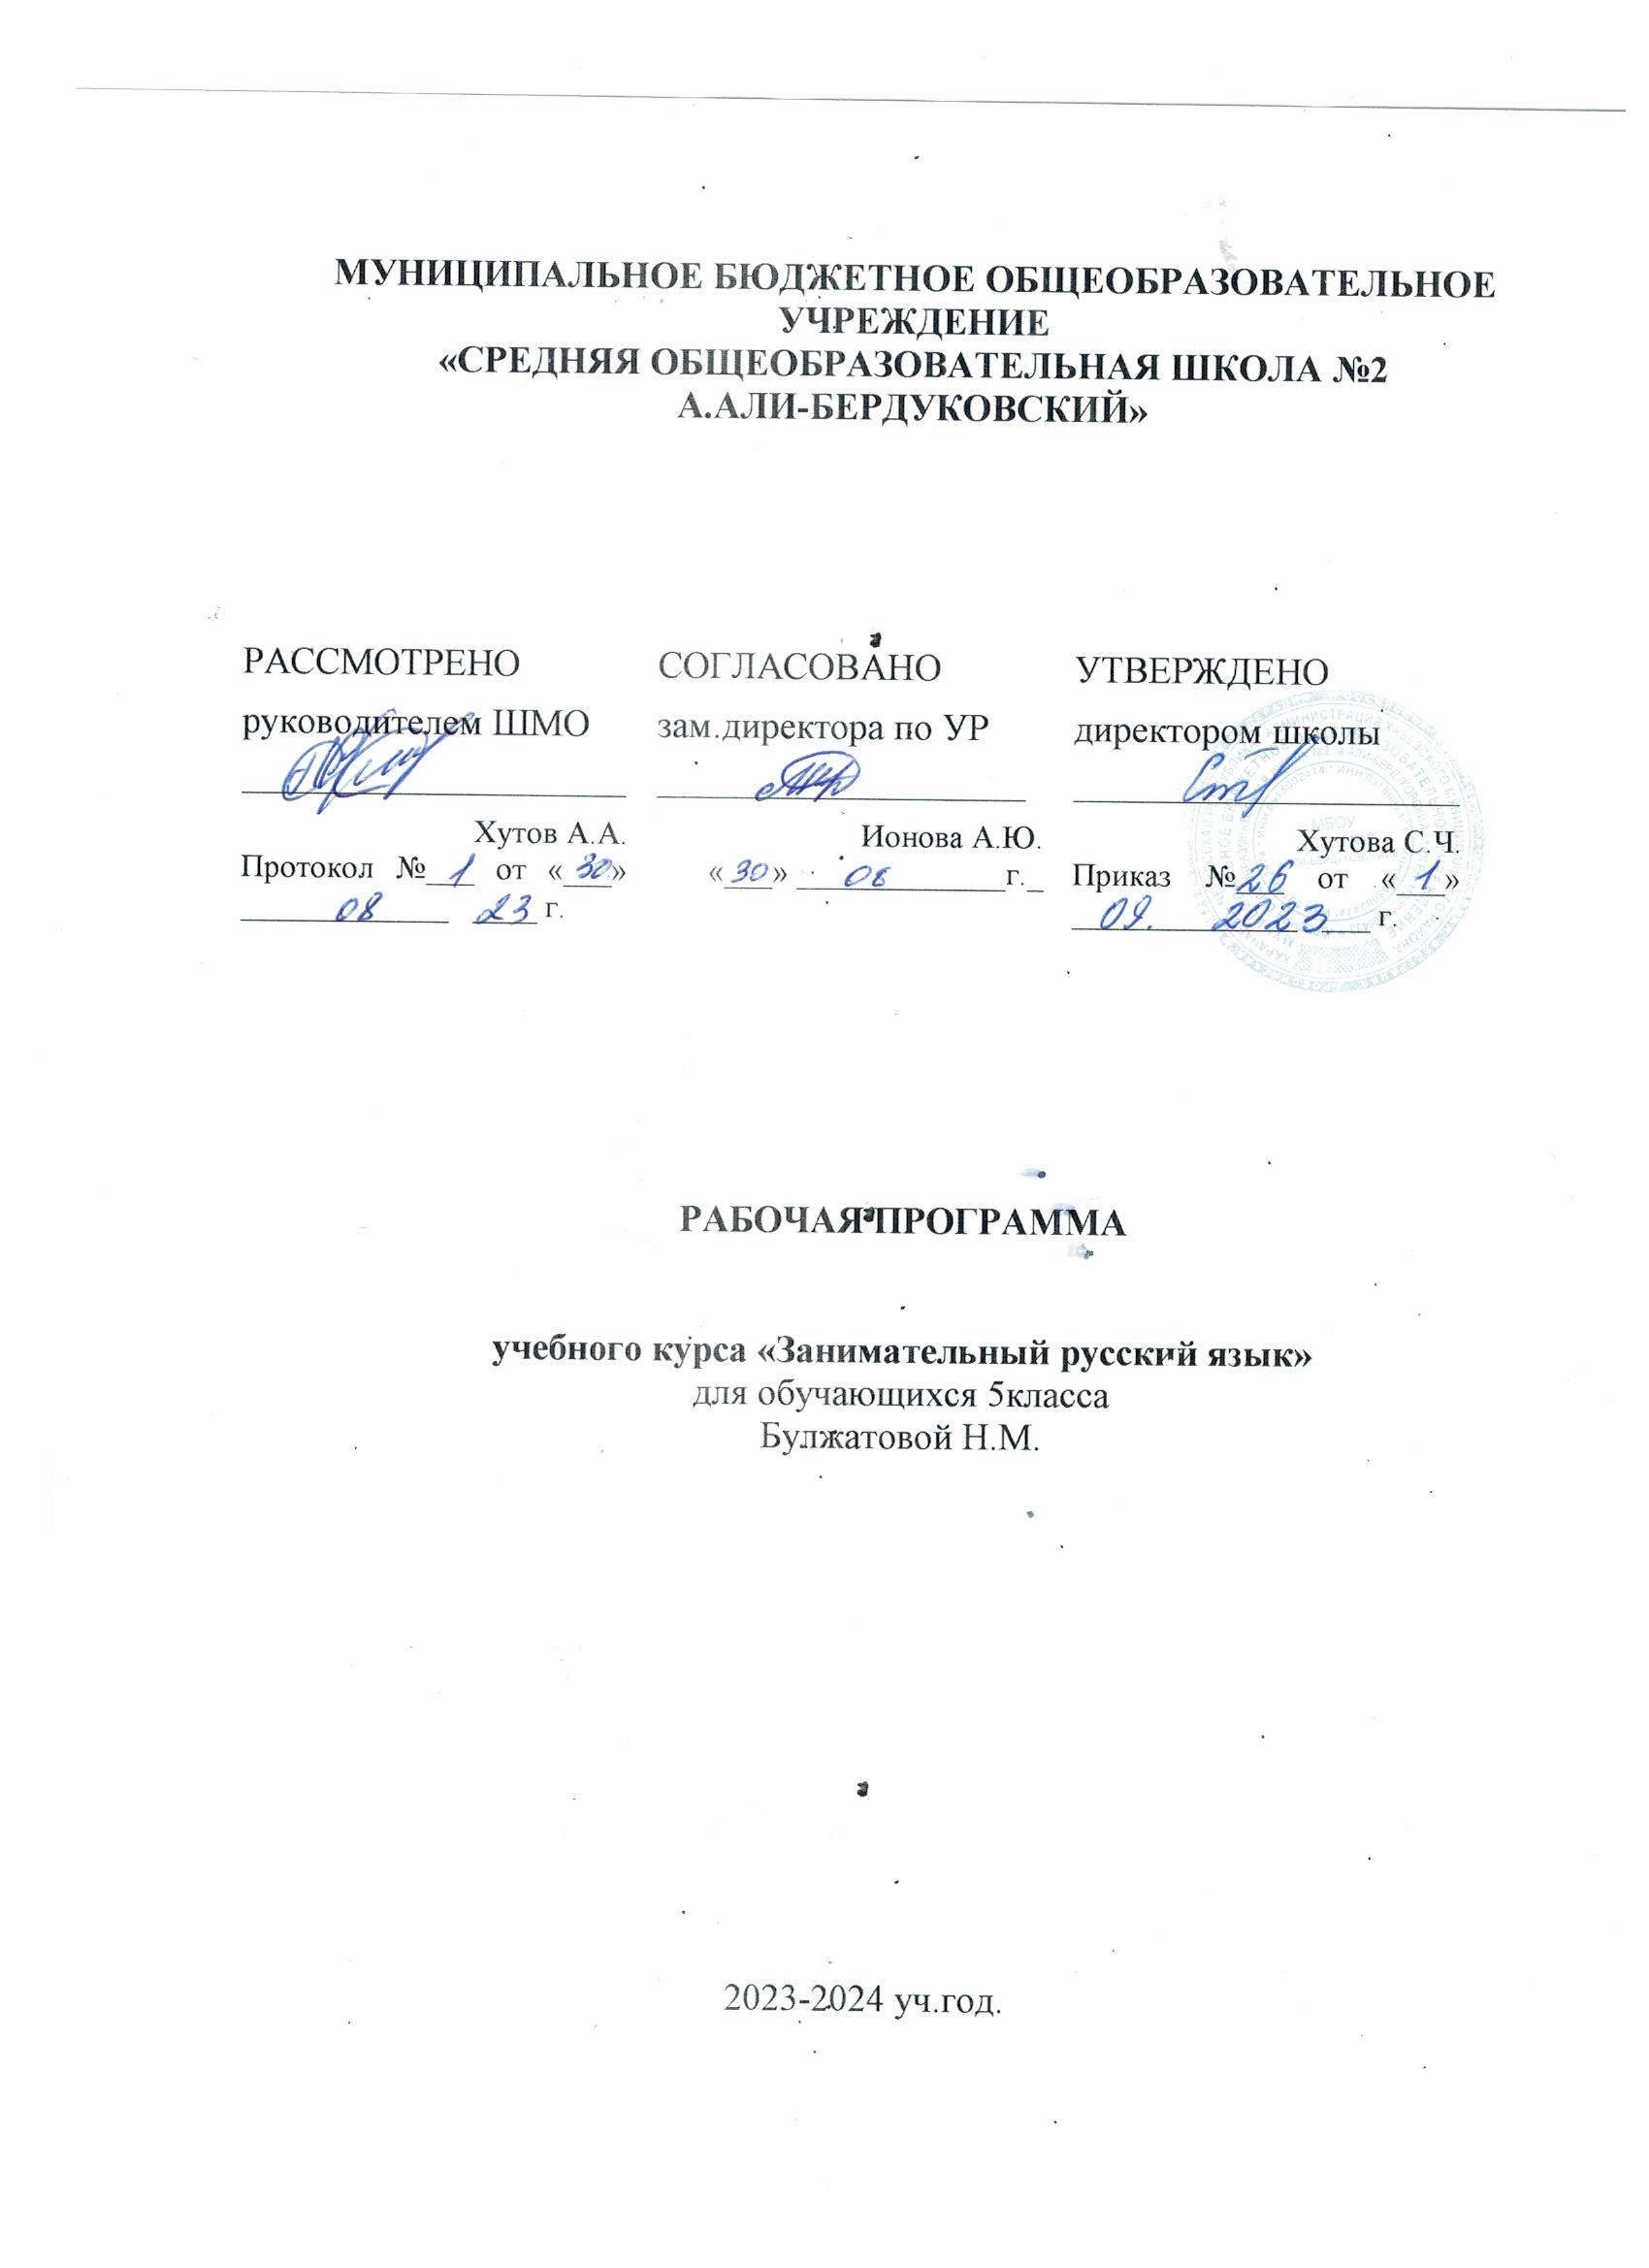 МУНИЦИПАЛЬНОЕ БЮДЖЕТНОЕ ОБЩЕОБРАЗОВАТЕЛЬНОЕ
УЧРЕЖДЕНИЕ
«СРЕДНЯЯ ОБЩЕОБРАЗОВАТЕЛЬНАЯ ШКОЛА №2
А.АЛИ-БЕРДУКОВСКИЙ»
РАССМОТРЕНО
руководителем ШМО
Хутов А.А.
Протокол №1 от «30»
08 23 г.
СОГЛАСОВАНО
зам.директора по УР
Ионова А.Ю.
«30» 08 г.
УТВЕРЖДЕНО
директором школы
Хутова С.Ч.
Приказ №26 от «1»
09. 2023 г.
МБОУ
РАБОЧАЯ ПРОГРАММА
учебного курса «Занимательный русский язык»
для обучающихся 5класса
Булжатовой Н.М.
2023-2024 уч.год.